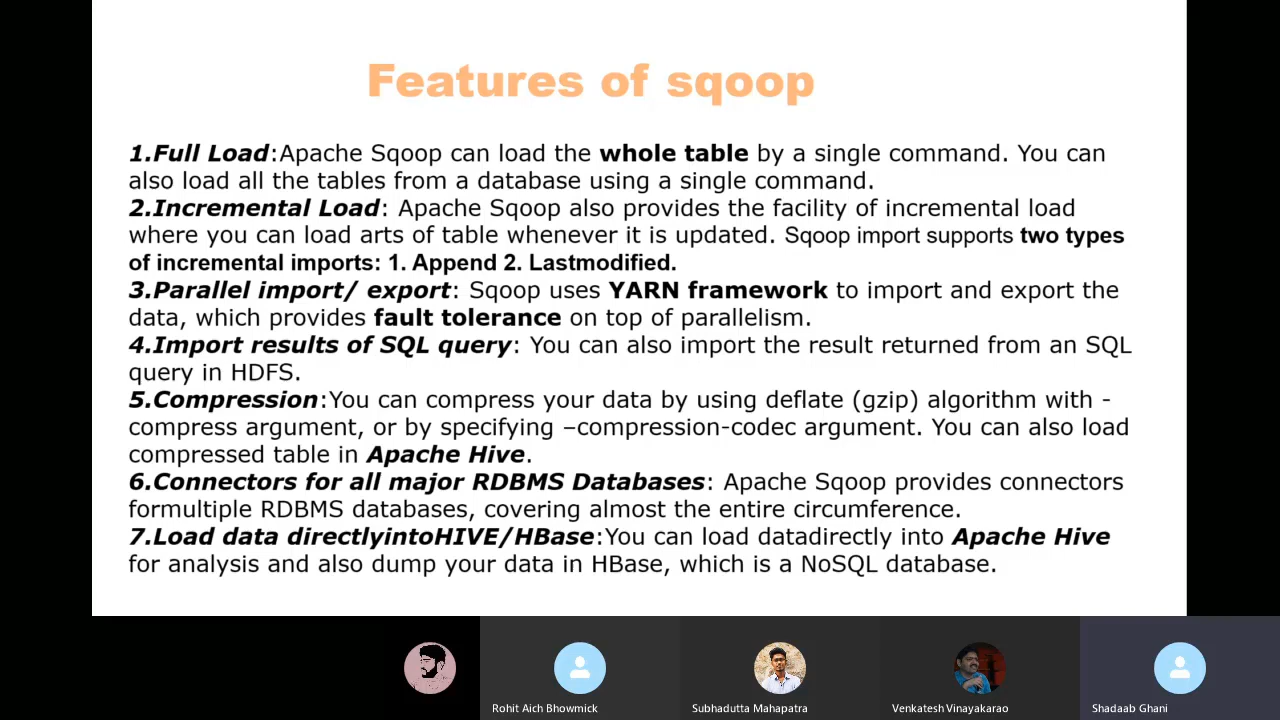 Features of sqoop
1.Full Load:Apache Sqoop can load the whole table by a single command. You can
also load all the tables from a database using a single command.
2.Incremental Load: Apache Sqoop also provides the facility of incremental load
where you can load arts of table whenever it is updated. Sqoop import supports two types
of incremental imports: 1. Append 2. Lastmodified.
3.Parallel import/ export: Sqoop uses YARN framework to import and export the
data, which provides fault tolerance on top of parallelism.
4.Import results of SQL query: You can also import the result returned from an SQL
query in HDFS.
5.Compression:You can compress your data by using deflate (gzip) algorithm with -
compress argument, or by specifying –compression-codec argument. You can also load
compressed table in Apache Hive.
6.Connectors for all major RDBMS Databases: Apache Sqoop provides connectors
formultiple RDBMS databases, covering almost the entire circumference.
7.Load data directlyintoHIVE/HBase:You can load datadirectly into Apache Hive
for analysis and also dump your data in HBase, which is a NoSQL database.
Rohit Aich Bhowmick
Subhadutta Mahapatra
Venkatesh Vinayakarao
Shadaab Ghani